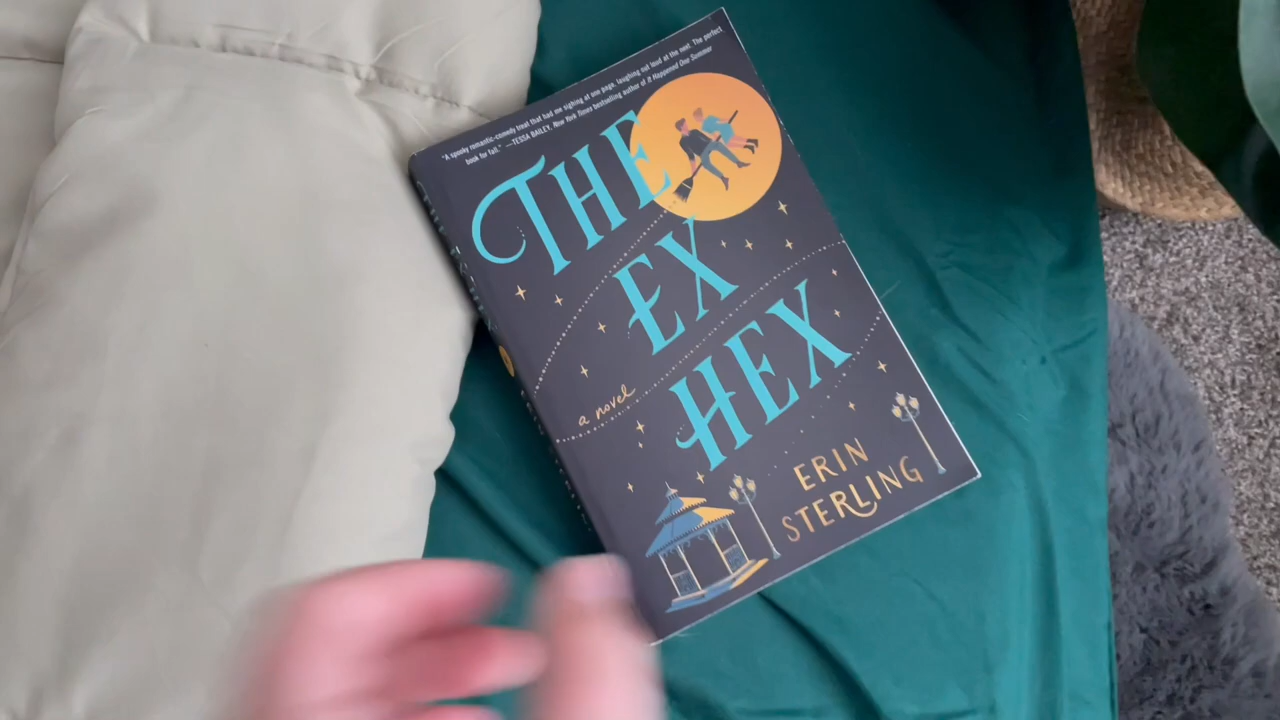 "A spooky romantic-comedy treat that had me sighing at one page, laughing out loud at the next. The perfect
book for fall." —TESSA BAILEY, New York Times bestselling author of It Happened One Summer
THE
EX
HEX
a novel
ERIN
STERLING